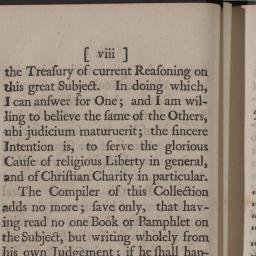 [ viii ]
the Treaſury of current Reaſoning on
this great Subject. In doing which,
I can anſwer for One; and I am wil-
ling to believe the ſame of the Others,
ubi judicium maturuerit; the ſincere
Intention is, to ſerve the glorious
Cauſe of religious Liberty in general,
and of Chriſtian Charity in particular.
The Compiler of this Collection
adds no more; ſave only, that hav-
ing read no one Book or Pamphlet on
the Subject, but writing wholely from
his own Judgement; if he ſhall hap-